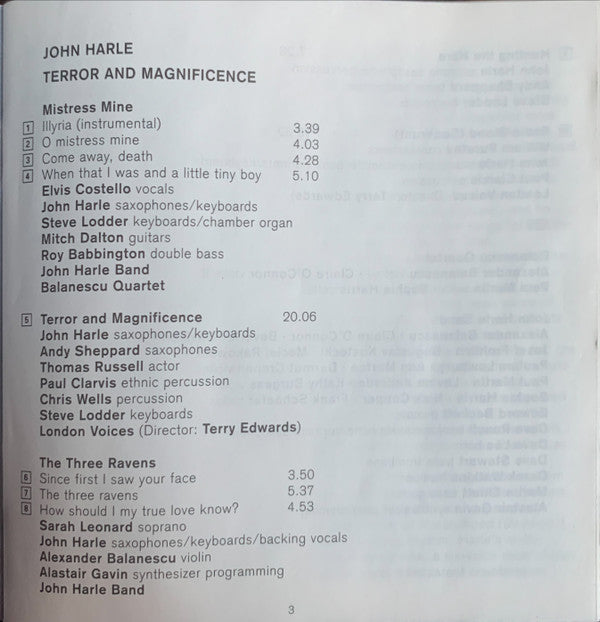 JOHN HARLE
TERROR AND MAGNIFICENCE
Mistress Mine
1 Illyria (instrumental) 3.39
2 O mistress mine 4.03
3 Come away, death 4.28
4 When that I was and a little tiny boy 5.10
Elvis Costello vocals
John Harle saxophones/keyboards
Steve Lodder keyboards/chamber organ
Mitch Dalton guitars
Roy Babbington double bass
John Harle Band
Balanescu Quartet
5 Terror and Magnificence 20.06
John Harle saxophones/keyboards
Andy Sheppard saxophones
Thomas Russell actor
Paul Clarvis ethnic percussion
Chris Wells percussion
Steve Lodder keyboards
London Voices (Director: Terry Edwards)
The Three Ravens
6 Since first I saw your face 3.50
7 The three ravens 5.37
8 How should I my true love know? 4.53
Sarah Leonard soprano
John Harle saxophones/keyboards/backing vocals
Alexander Balanescu violin
Alastair Gavin synthesizer programming
John Harle Band
3